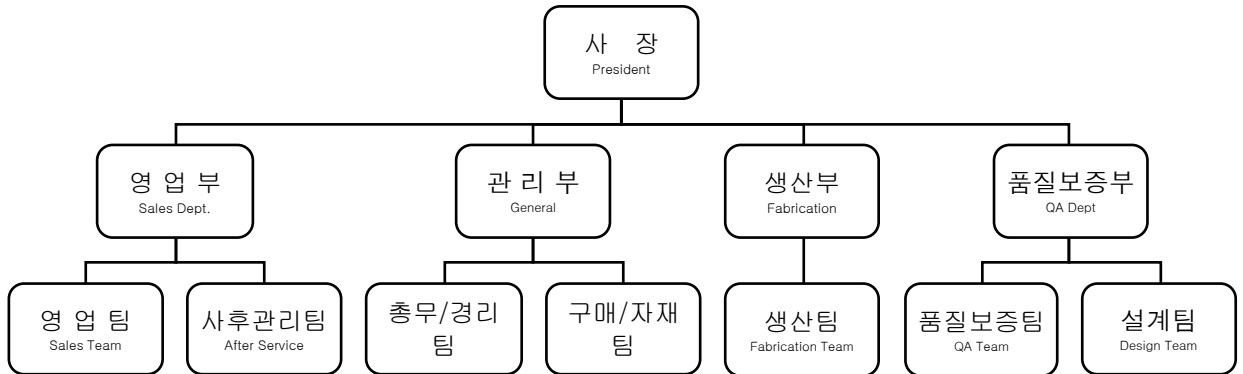 사 장
President
영 업 부
Sales Dept.
관 리 부
General
생산부
Fabrication
품질보증부
QA Dept
영 업 팀
Sales Team
사후관리팀
After Service
총무/경리
팀
구매/자재
팀
생산팀
Fabrication Team
품질보증팀
QA Team
설계팀
Design Team